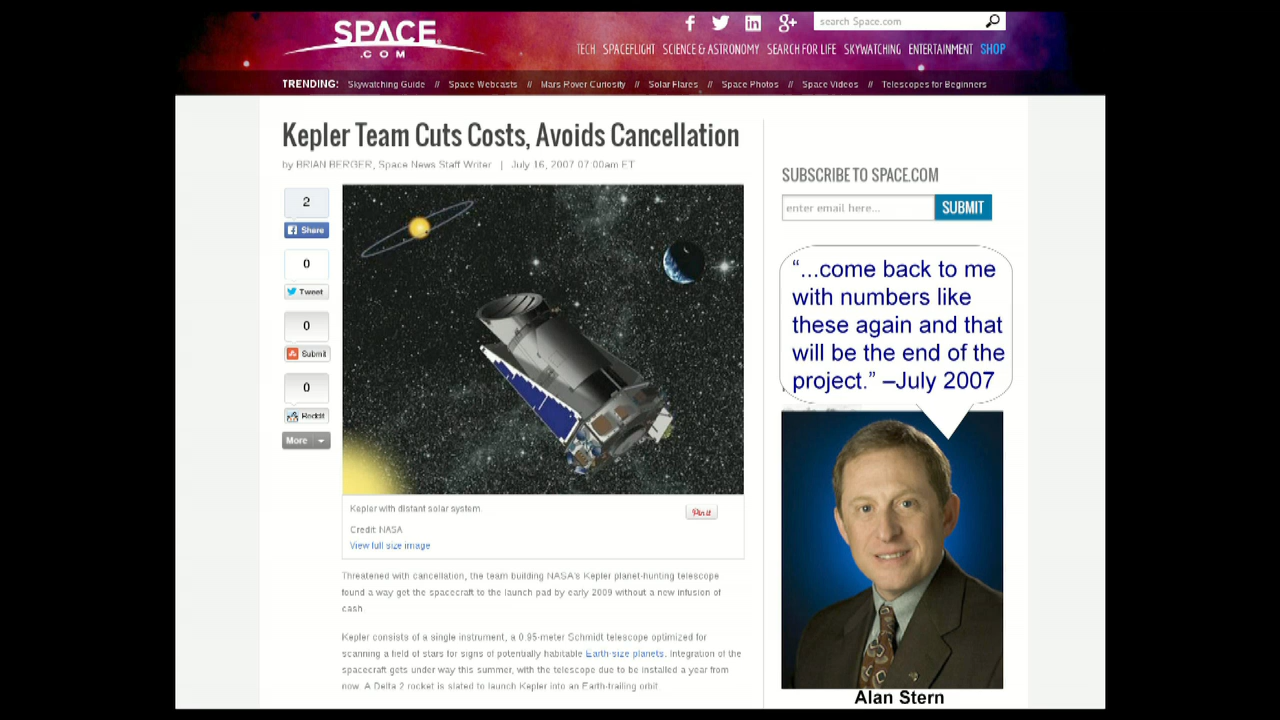 SPACE
.COM
search Space.com
TECH SPACEFLIGHT SCIENCE & ASTRONOMY SEARCH FOR LIFE SKYWATCHING ENTERTAINMENT SHOP
TRENDING: Skywatching Guide // Space Webcasts // Mars Rover Curiosity // Solar Flares // Space Photos // Space Videos // Telescopes for Beginners
Kepler Team Cuts Costs, Avoids Cancellation
by BRIAN BERGER, Space News Staff Writer | July 16, 2007 07:00am ET
2
Share
0
Tweet
0
Submit
0
Reddit
More
Kepler with distant solar system.
Pin it
Credit: NASA
View full size image
Threatened with cancellation, the team building NASA's Kepler planet-hunting telescope
found a way get the spacecraft to the launch pad by early 2009 without a new infusion of
cash.
Kepler consists of a single instrument, a 0.95-meter Schmidt telescope optimized for
scanning a field of stars for signs of potentially habitable Earth-size planets. Integration of the
spacecraft gets under way this summer, with the telescope due to be installed a year from
now. A Delta 2 rocket is slated to launch Kepler into an Earth-trailing orbit
SUBSCRIBE TO SPACE.COM
enter email here...
SUBMIT
“...come back to me
with numbers like
these again and that
will be the end of the
project.” –July 2007
Alan Stern